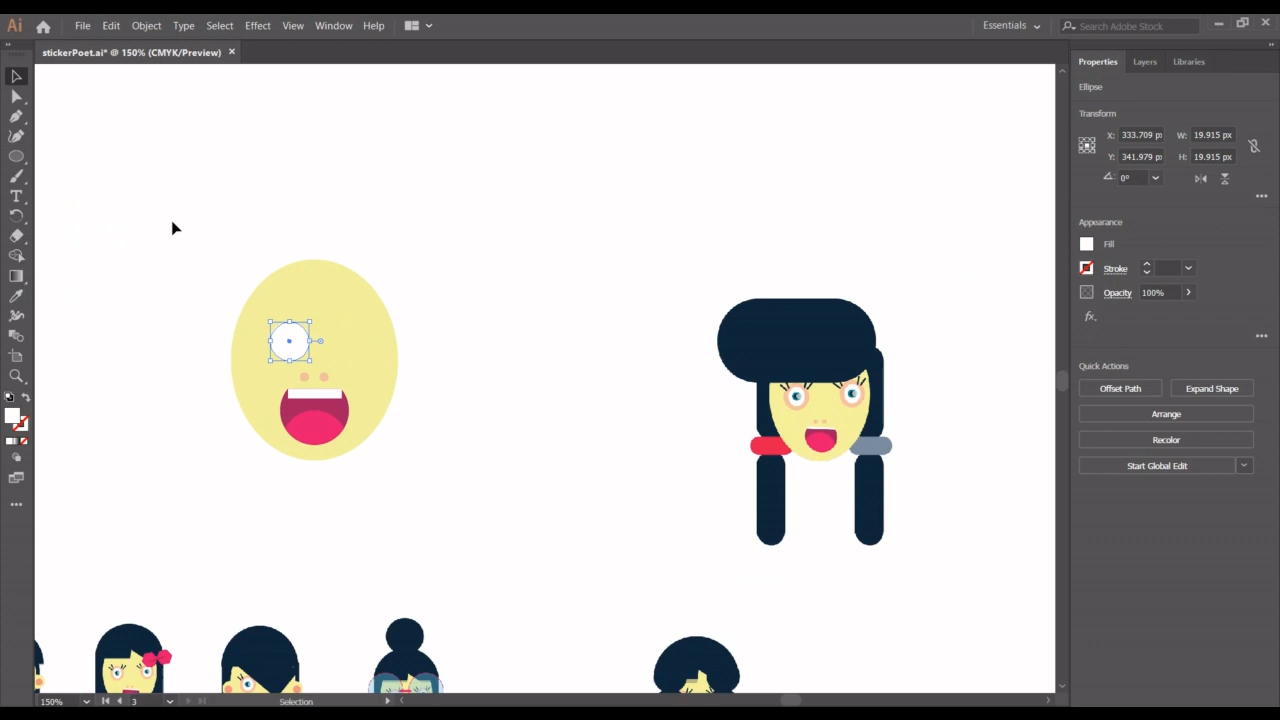 Ai File Edit Object Type Select Effect View Window Help Essentials Search Adobe Stock
stickerPoet.ai* @ 150% (CMYK/Preview) ×
Properties Layers Libraries
Ellipse
Transform
X: 333.709 p W: 19.915 px
Y: 341.979 p H: 19.915 px
0°
Appearance
Fill
Stroke
Opacity 100%
fx.
Quick Actions
Offset Path Expand Shape
Arrange
Recolor
Start Global Edit
150% 3 Selection